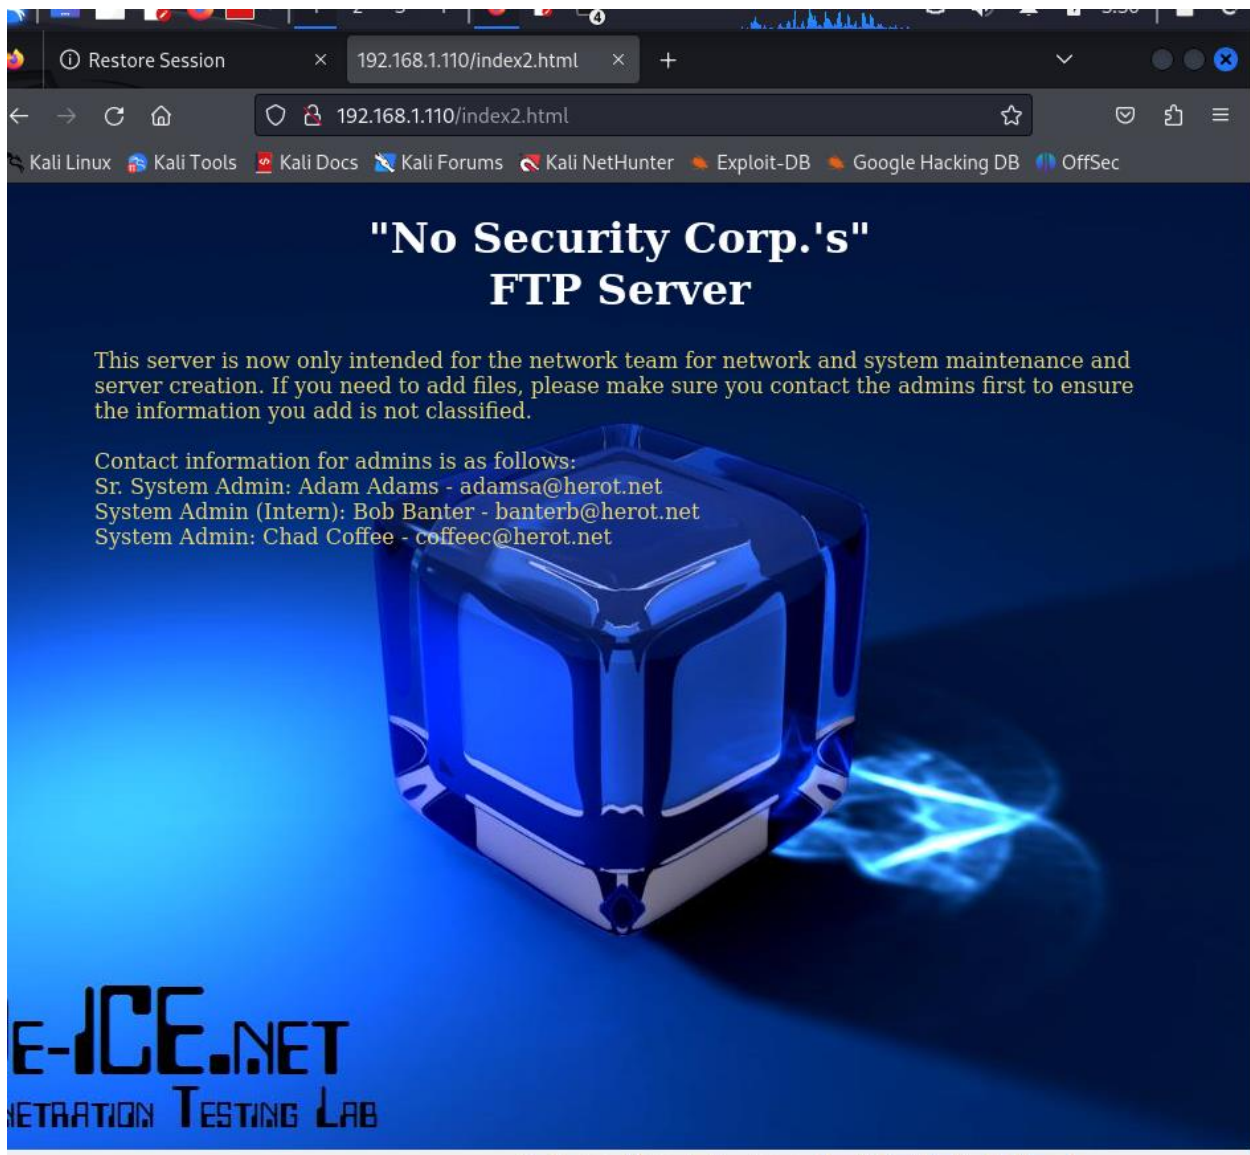 4
Restore Session
192.168.1.110/index2.html
192.168.1.110/index2.html
Kali Linux Kali Tools Kali Docs Kali Forums Kali NetHunter Exploit-DB Google Hacking DB OffSec
"No Security Corp.'s"
FTP Server
This server is now only intended for the network team for network and system maintenance and
server creation. If you need to add files, please make sure you contact the admins first to ensure
the information you add is not classified.
Contact information for admins is as follows:
Sr. System Admin: Adam Adams - adamsa@herot.net
System Admin (Intern): Bob Banter - banterb@herot.net
System Admin: Chad Coffee - coffeec@herot.net
E-ICE.NET
NETRATION TESTING LAB